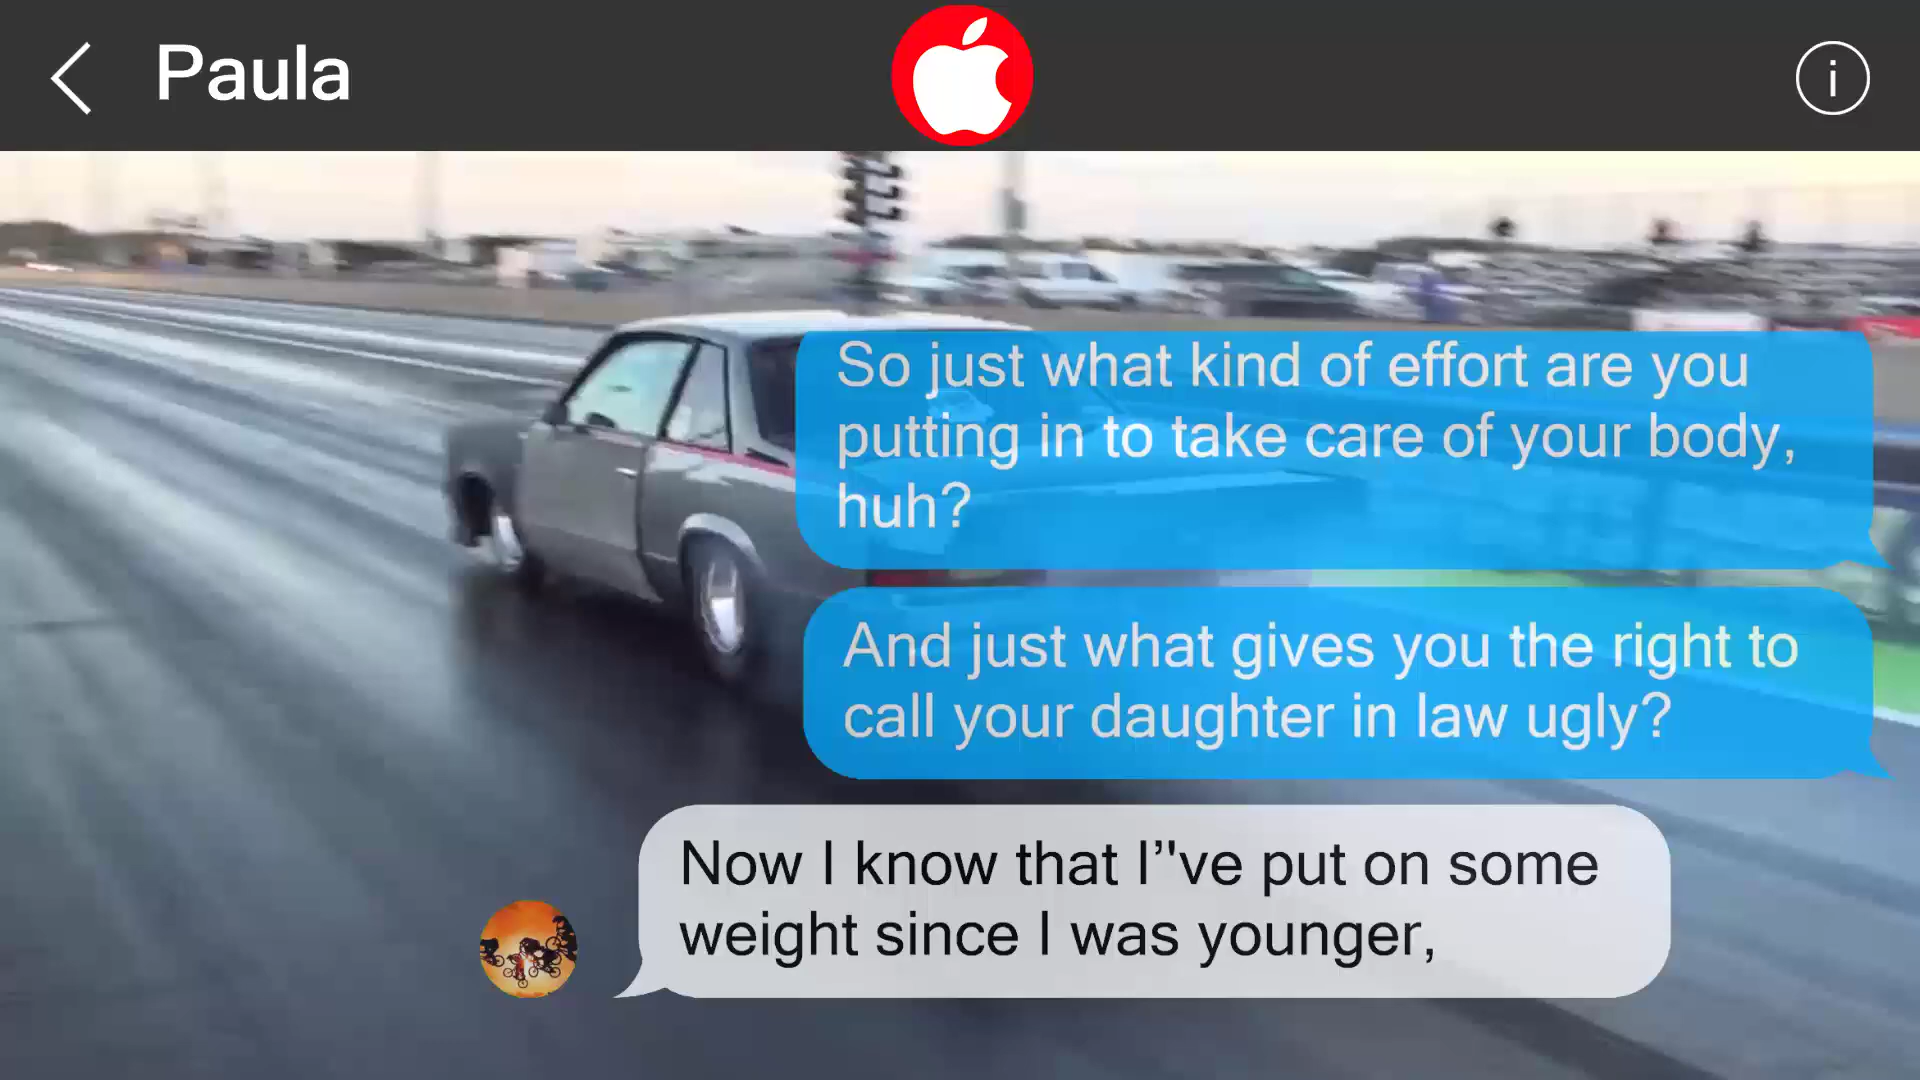 Paula
i
So just what kind of effort are you
putting in to take care of your body,
huh?
And just what gives you the right to
call your daughter in law ugly?
Now I know that I’'ve put on some
weight since I was younger,